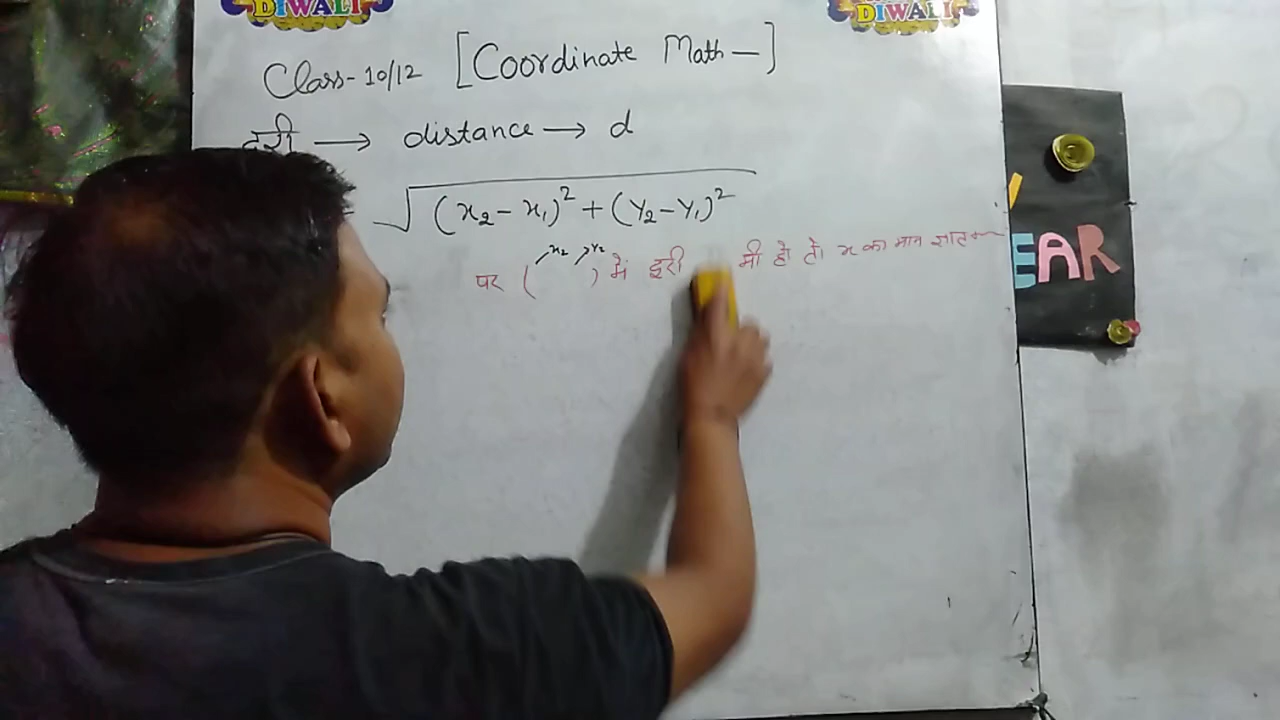 DIWALI
DIWALI
Class-10/12 [Coordinate Math-]
दूरी → distance → d
√(x₂-x₁)²+(Y₂-Y₁)²
x₂ Y₂
पर ( ) में दूरी मी हो तो x का मान
EAR